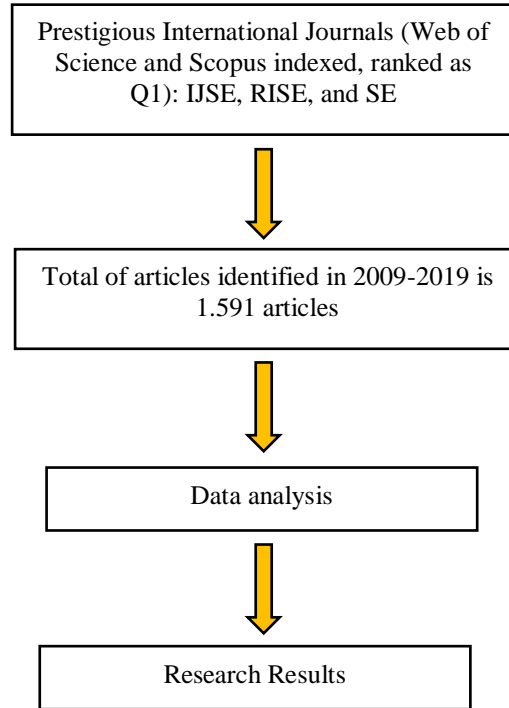 Prestigious International Journals (Web of
Science and Scopus indexed, ranked as
Q1): IJSE, RISE, and SE
Total of articles identified in 2009-2019 is
1.591 articles
Data analysis
Research Results